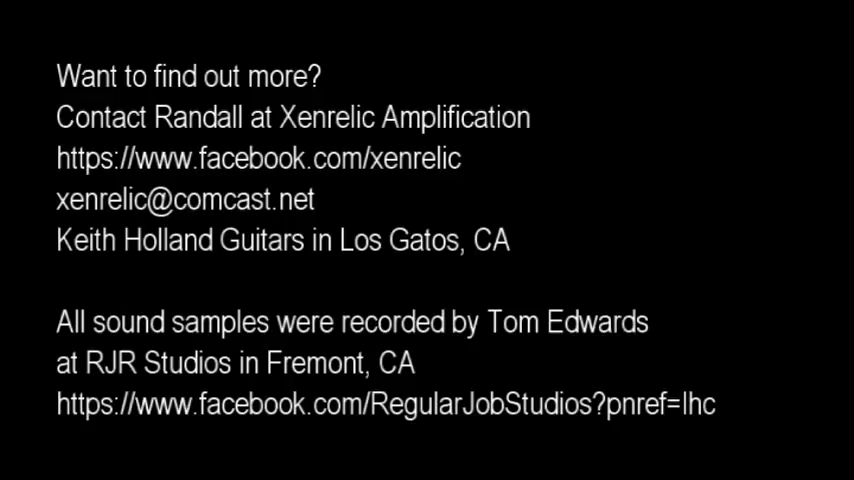 Want to find out more?
Contact Randall at Xenrelic Amplification
https://www.facebook.com/xenrelic
xenrelic@comcast.net
Keith Holland Guitars in Los Gatos, CA
All sound samples were recorded by Tom Edwards
at RJR Studios in Fremont, CA
https://www.facebook.com/RegularJobStudios?pnref=lhc